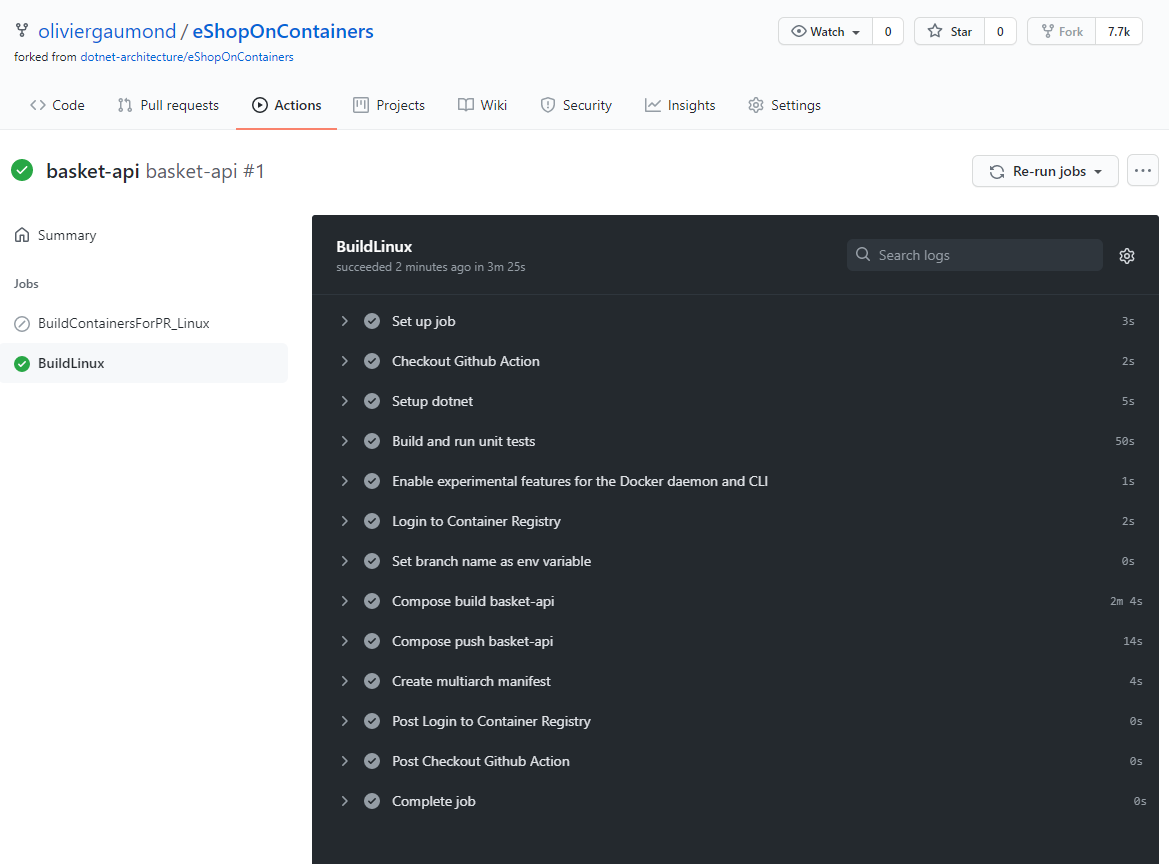 oliviergaumond / eShopOnContainers
Watch 0
Star 0
Fork 7.7k
forked from dotnet-architecture/eShopOnContainers
Code Pull requests Actions Projects Wiki Security Insights Settings
basket-api basket-api #1
Re-run jobs
Summary
Jobs
BuildContainersForPR_Linux
BuildLinux
BuildLinux
succeeded 2 minutes ago in 3m 25s
Search logs
Set up job 3s
Checkout Github Action 2s
Setup dotnet 5s
Build and run unit tests 50s
Enable experimental features for the Docker daemon and CLI 1s
Login to Container Registry 2s
Set branch name as env variable 0s
Compose build basket-api 2m 4s
Compose push basket-api 14s
Create multiarch manifest 4s
Post Login to Container Registry 0s
Post Checkout Github Action 0s
Complete job 0s